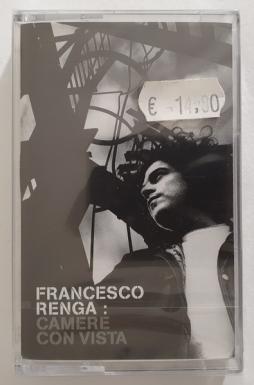 € 14,90
FRANCESCO
RENGA :
CAMERE
CON VISTA